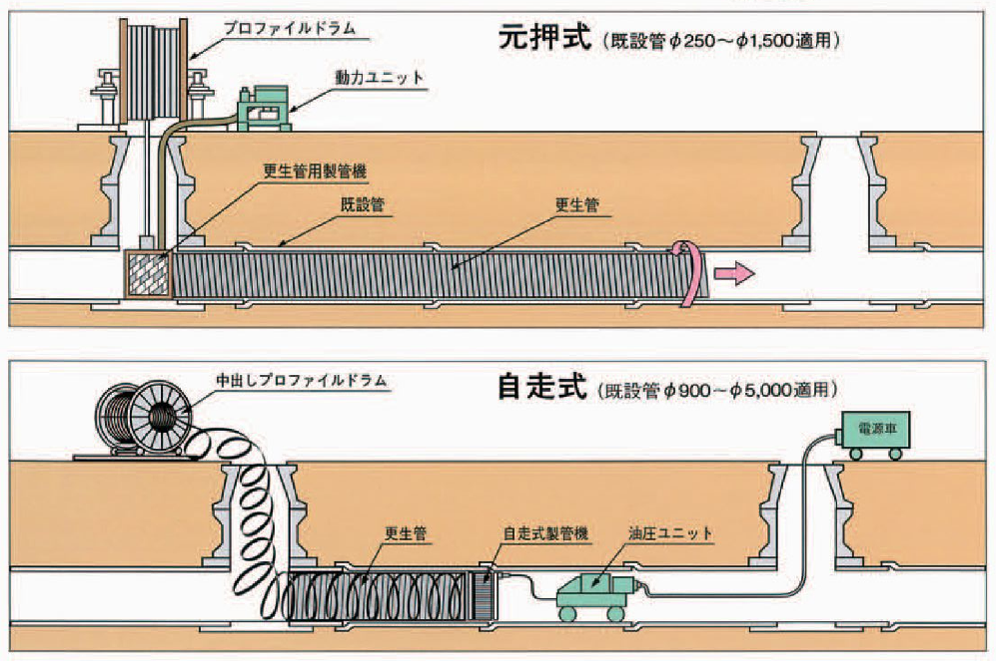 元押式 (既設管φ250～φ1,500適用)
プロファイルドラム
動力ユニット
更生管用製管機
既設管
更生管
自走式 (既設管φ900～φ5,000適用)
中出しプロファイルドラム
電源車
更生管
自走式製管機
油圧ユニット